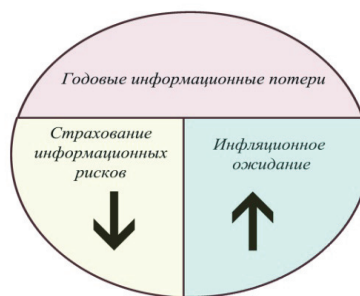 Годовые информационные потери
Страхование
информационных
рисков
Инфляционное
ожидание